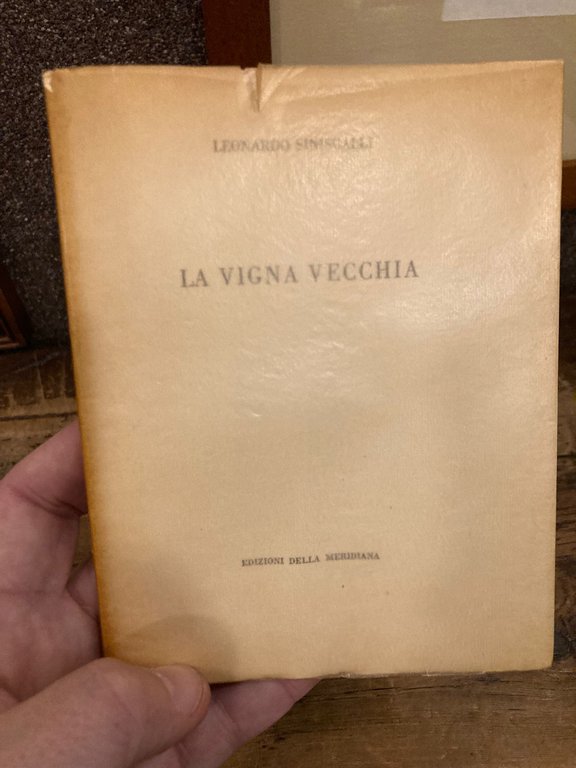 LEONARDO SINISGALLI
LA VIGNA VECCHIA
EDIZIONI DELLA MERIDIANA